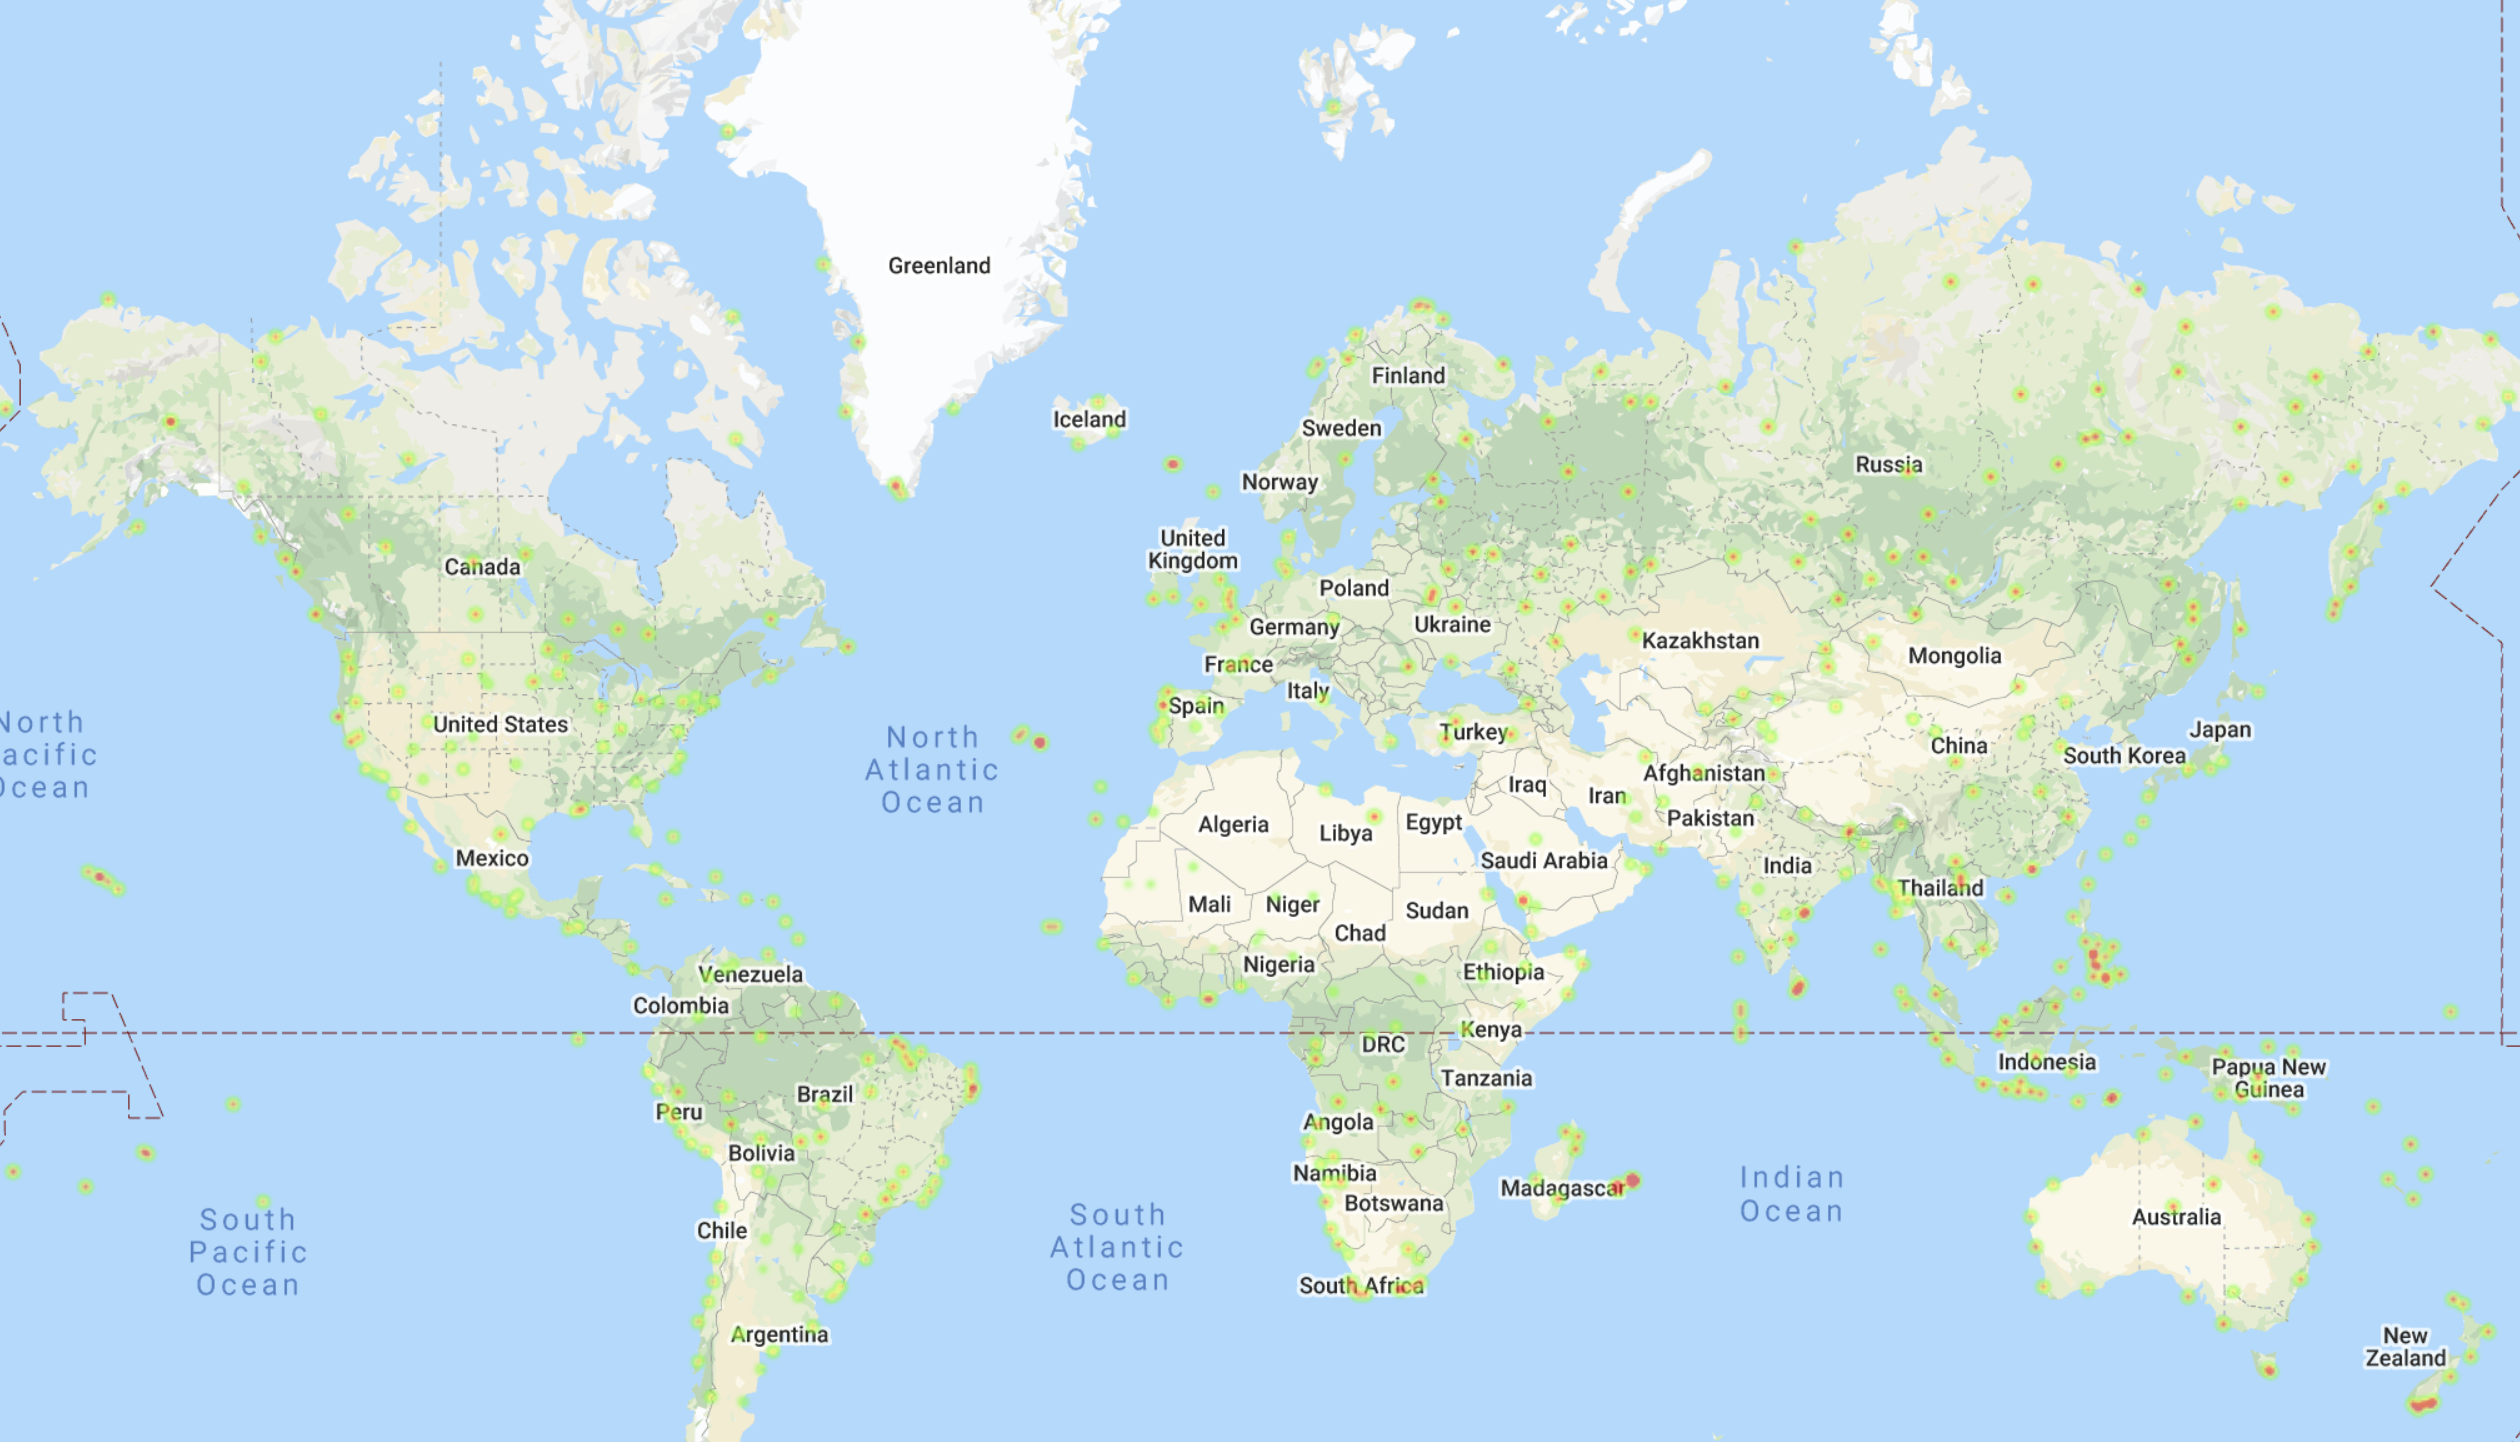 Greenland
Finland
Iceland
Sweden
Russia
Norway
United
Kingdom
Canada
Poland
Germany
Ukraine
Kazakhstan
Mongolia
France
Italy
Spain
North
acific
Ocean
United States
North
Atlantic
Ocean
Turkey
China
Japan
South Korea
Afghanistan
Iraq
Iran
Pakistan
Algeria
Libya
Egypt
Mexico
Saudi Arabia
India
Thailand
Mali
Niger
Sudan
Chad
Nigeria
Ethiopia
Venezuela
Colombia
Kenya
DRC
Indonesia
Papua New
Guinea
Tanzania
Brazil
Peru
Angola
Bolivia
Namibia
Madagascar
Botswana
Indian
Ocean
Australia
South
Pacific
Ocean
Chile
South
Atlantic
Ocean
South Africa
Argentina
New
Zealand